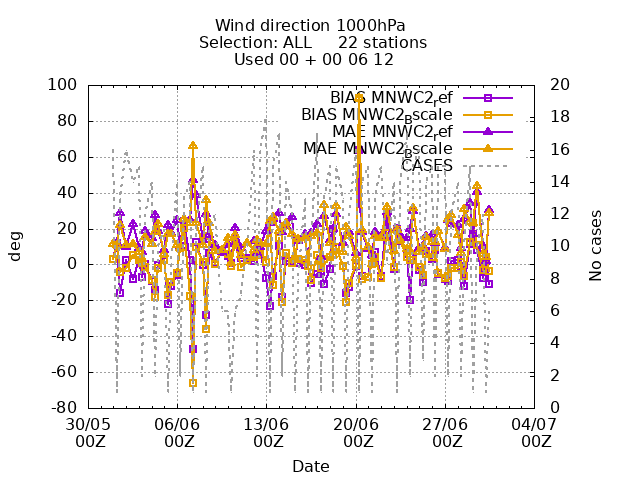 Wind direction 1000hPa
Selection: ALL 22 stations
Used 00 + 00 06 12
100
80
60
40
20
0
-20
-40
-60
-80
deg
20
18
16
14
12
10
8
6
4
2
0
No cases
BIAS MNWC2_ref
BIAS MNWC2_Bscale
MAE MNWC2_ref
MAE MNWC2_Bscale
CASES
30/05 06/06 13/06 20/06 27/06 04/07
00Z 00Z 00Z 00Z 00Z 00Z
Date